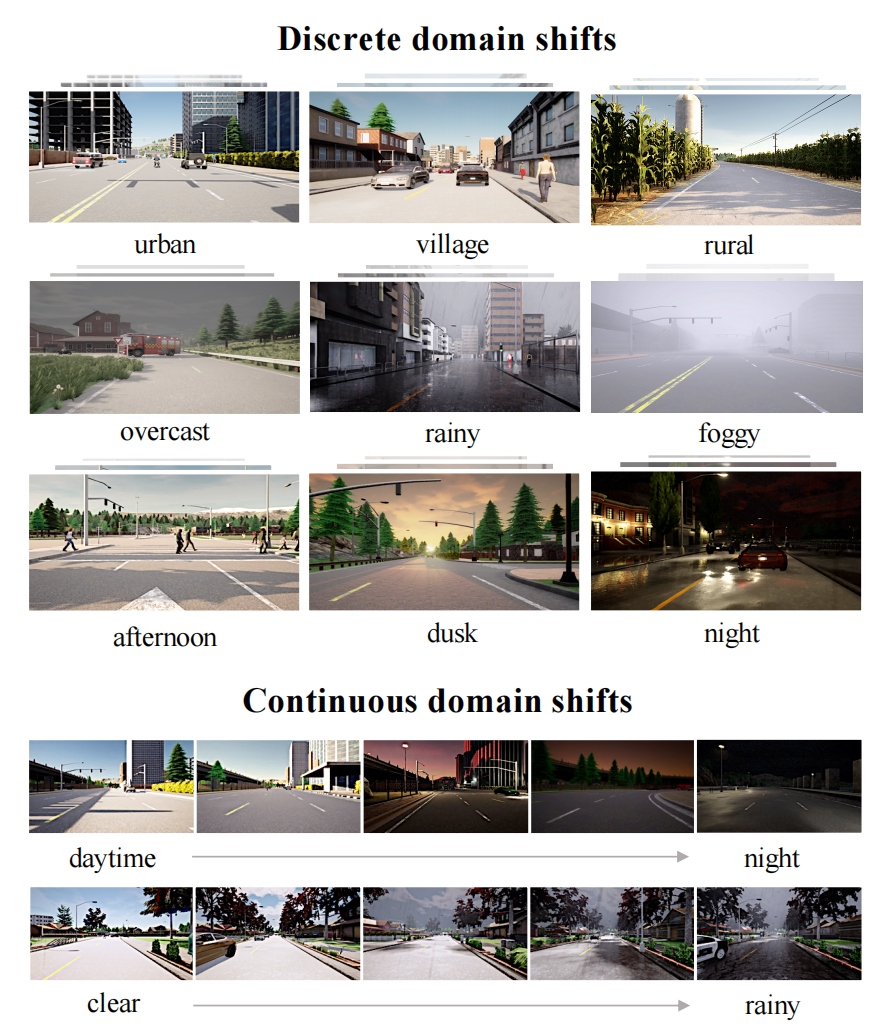 Discrete domain shifts
urban
village
rural
overcast
rainy
foggy
afternoon
dusk
night
Continuous domain shifts
daytime
night
clear
rainy